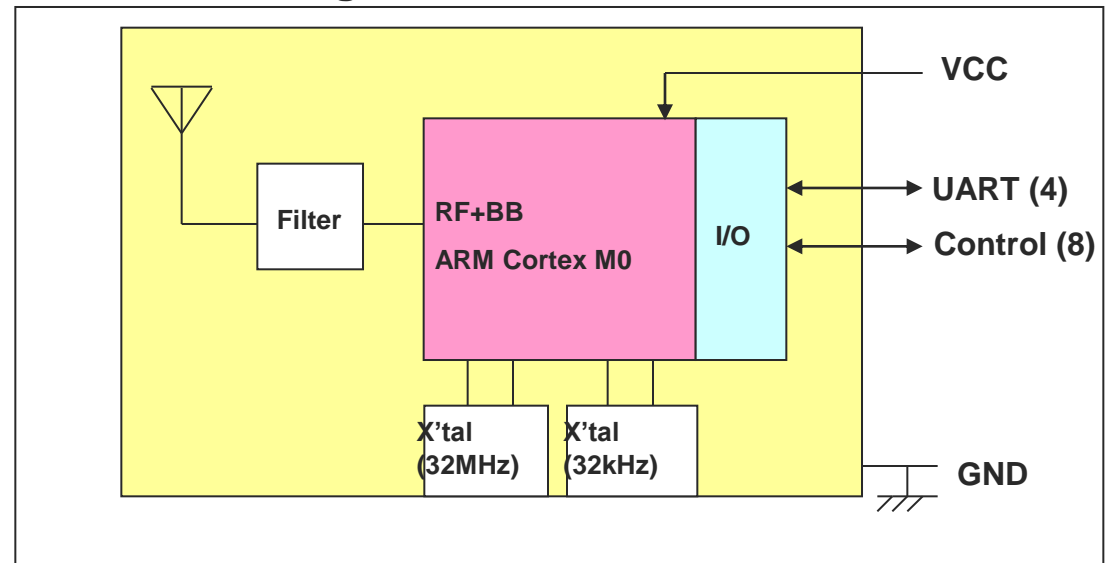 VCC
UART (4)
Control (8)
Filter
RF+BB
ARM Cortex M0
I/O
X'tal
(32MHz)
X'tal
(32kHz)
GND